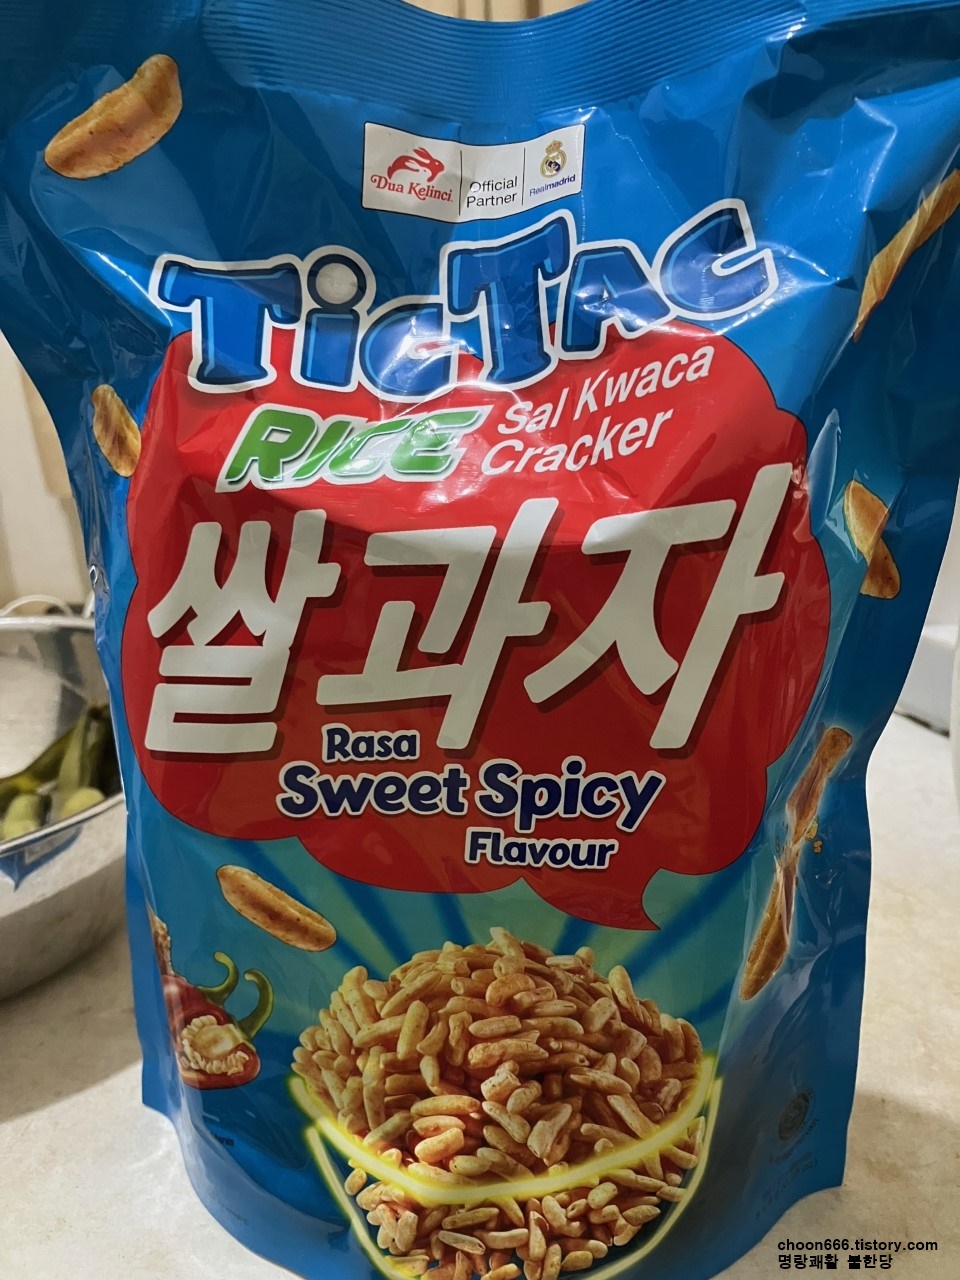 Dua Kelinci
Official
Partner
Realmadrid
TicTAC
RICE
Sal Kwaca
Cracker
쌀과자
Rasa
Sweet Spicy
Flavour
choon666.tistory.com
명랑쾌활 불한당